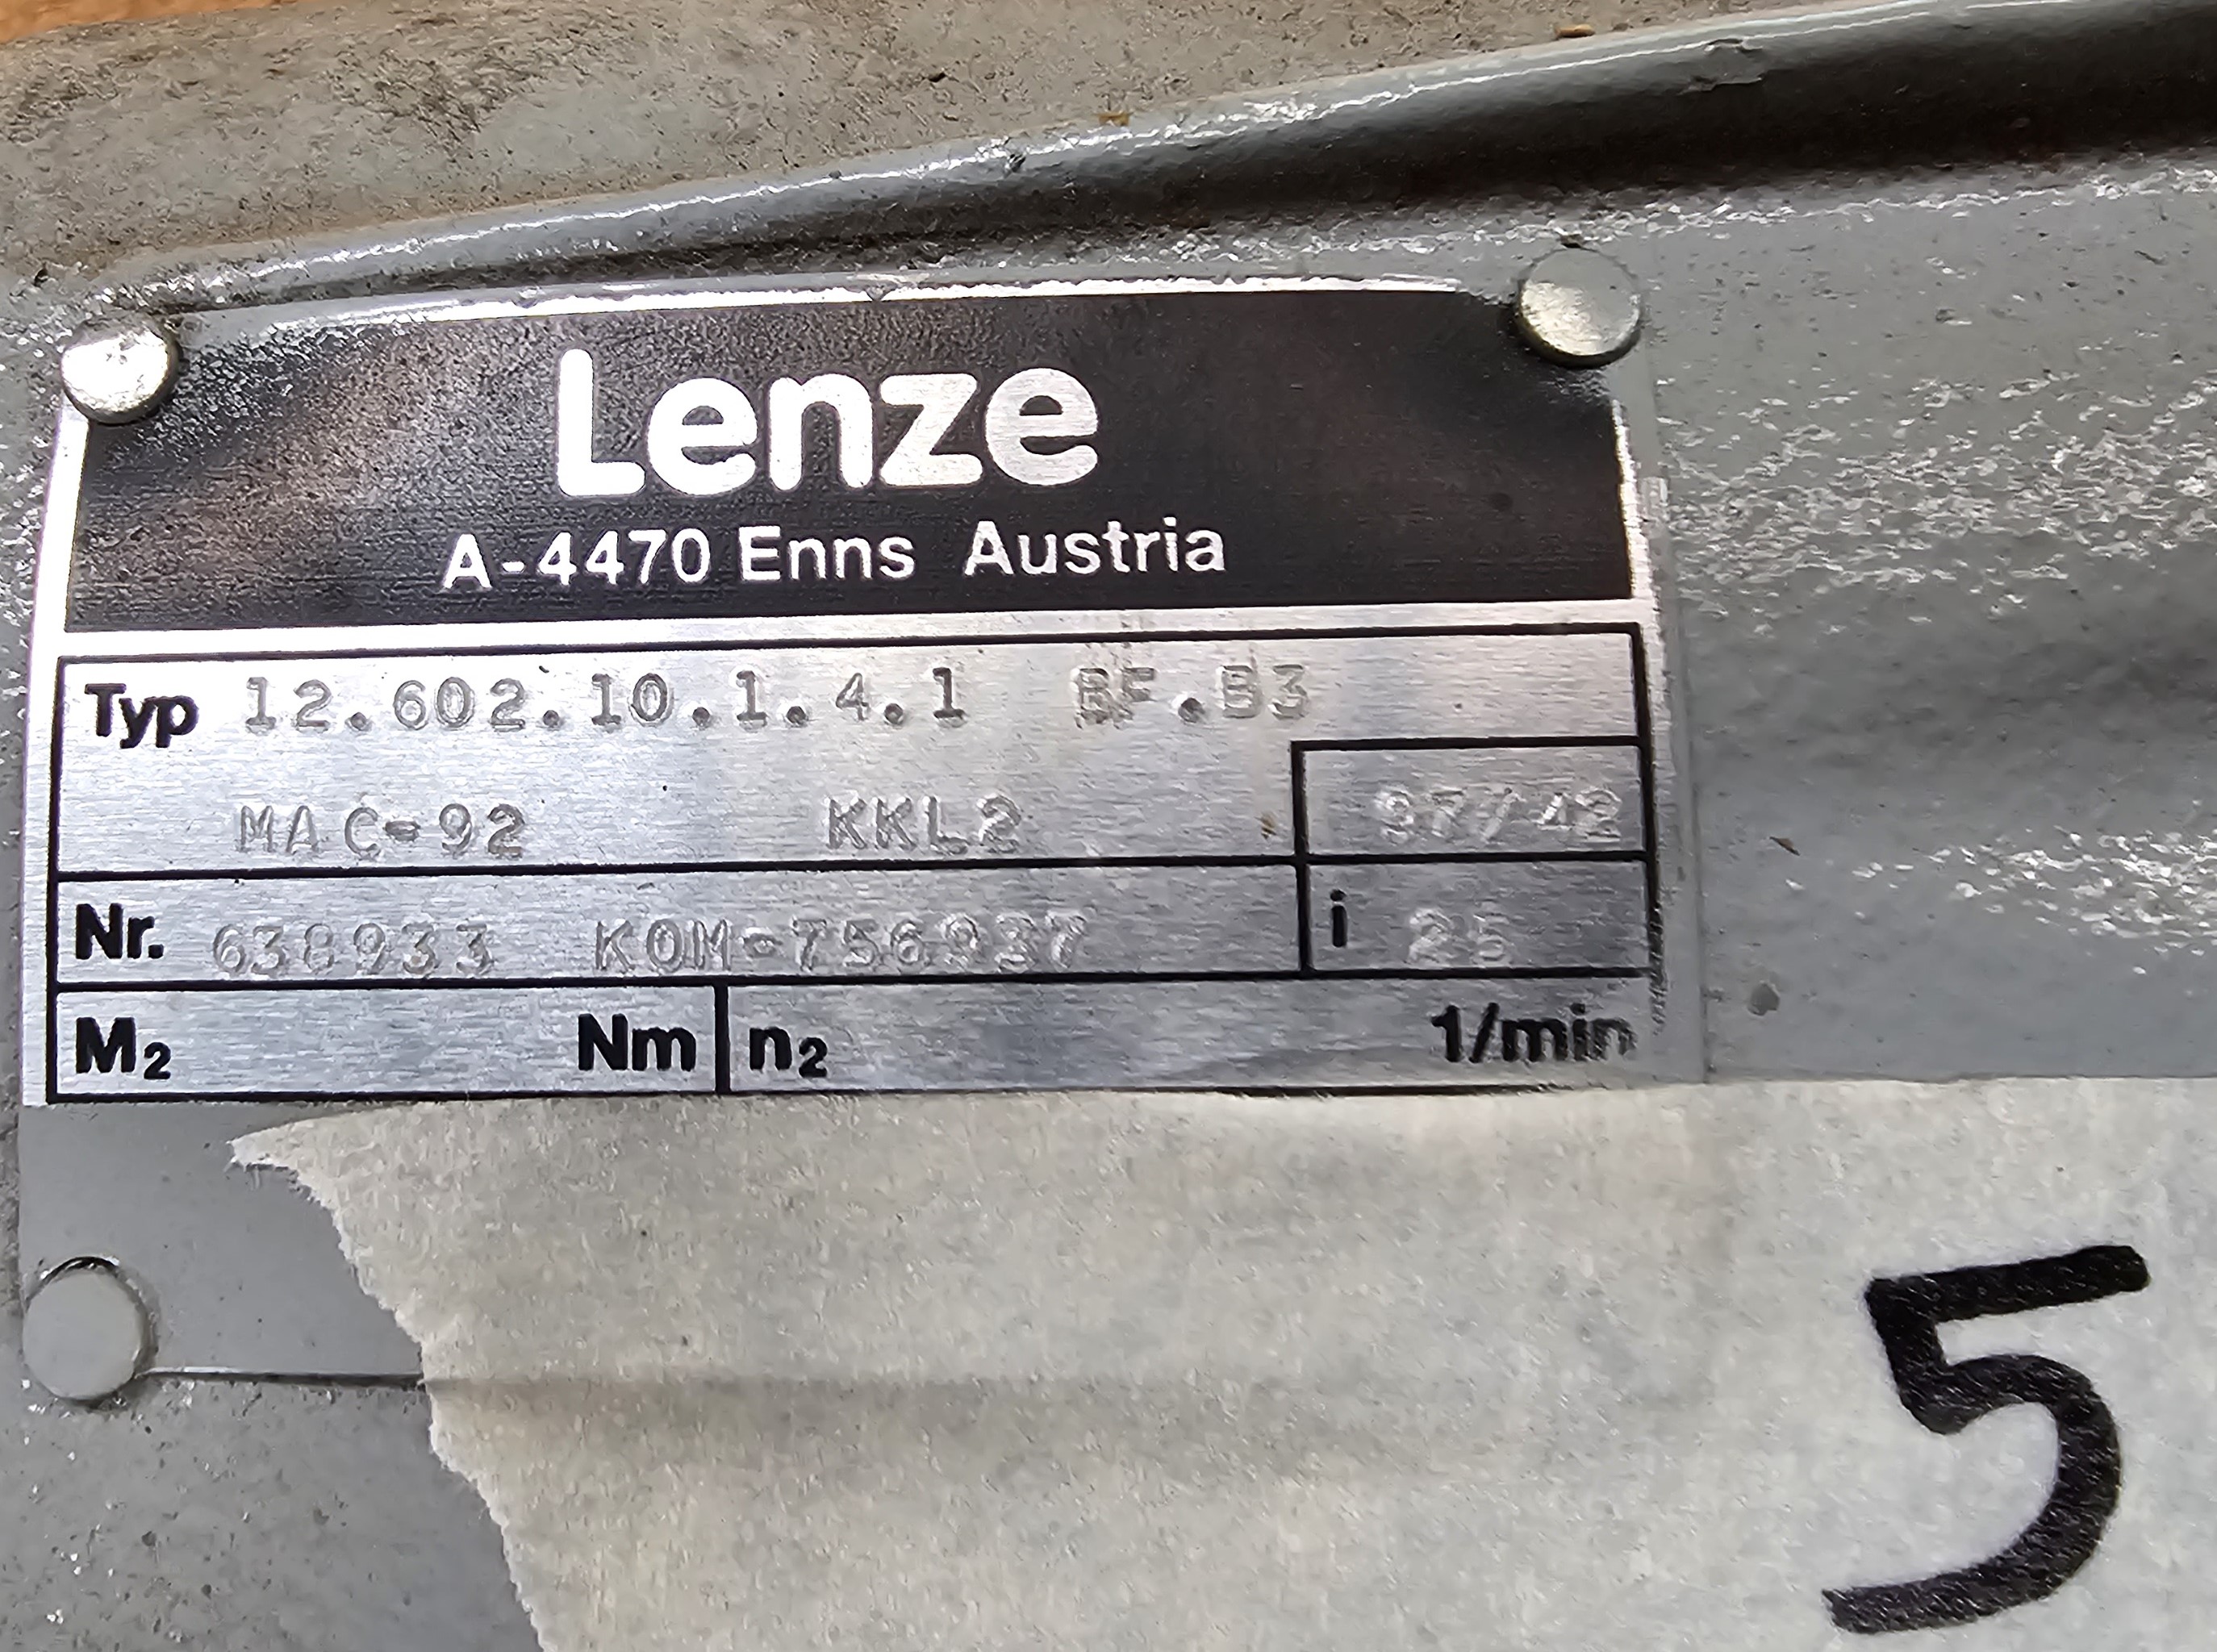 Lenze
A-4470 Enns Austria
Typ 12.602.10.1.4.1 BF.B3
MAC-92 KKL2 97/42
Nr. 638933 KOM-756937 i 25
M2 Nm n2 1/min
5